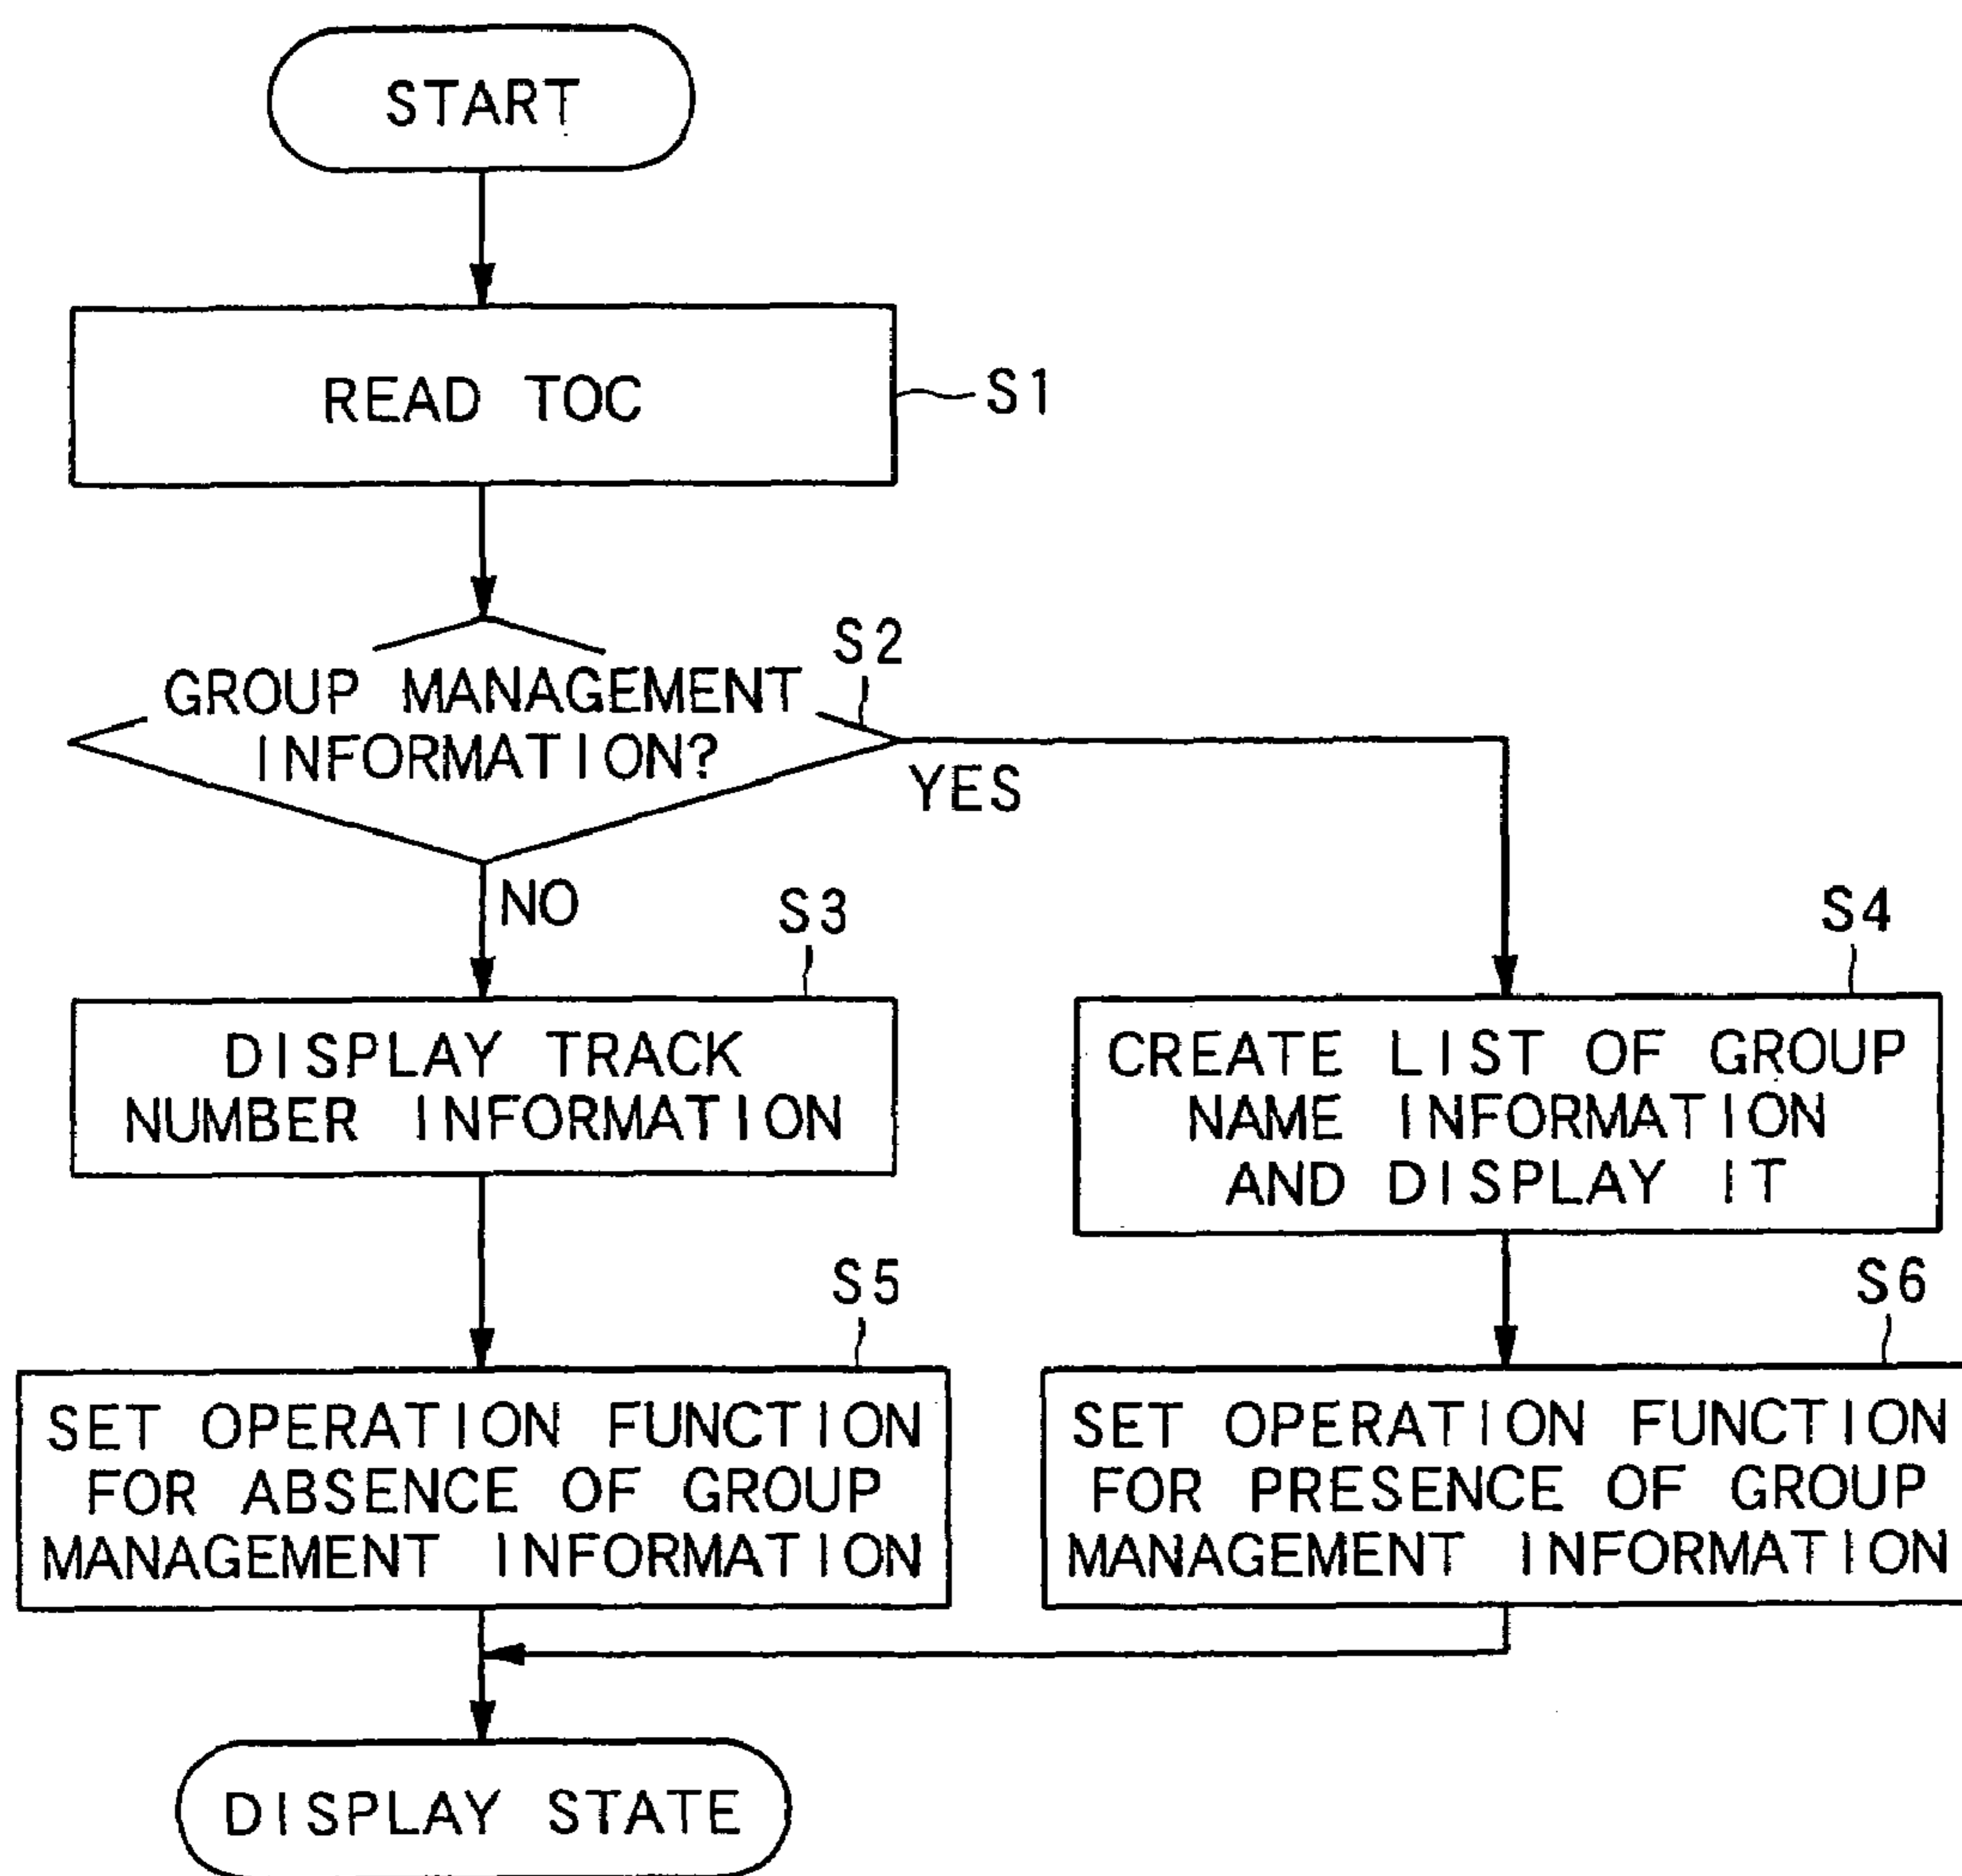 START
READ TOC
S1
S2
GROUP MANAGEMENT
INFORMATION?
YES
NO
S3
DISPLAY TRACK
NUMBER INFORMATION
S4
CREATE LIST OF GROUP
NAME INFORMATION
AND DISPLAY IT
S5
SET OPERATION FUNCTION
FOR ABSENCE OF GROUP
MANAGEMENT INFORMATION
S6
SET OPERATION FUNCTION
FOR PRESENCE OF GROUP
MANAGEMENT INFORMATION
DISPLAY STATE